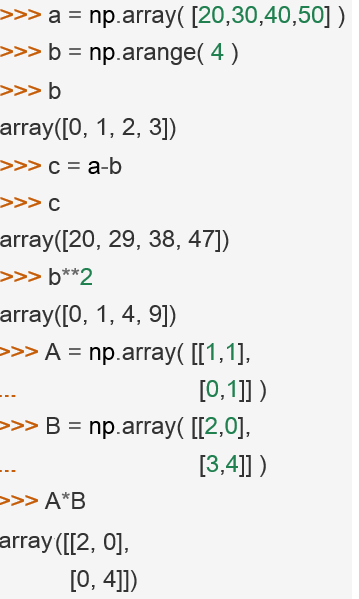 >>> a = np.array( [20,30,40,50] )
>>> b = np.arange( 4 )
>>> b
array([0, 1, 2, 3])
>>> c = a-b
>>> c
array([20, 29, 38, 47])
>>> b**2
array([0, 1, 4, 9])
>>> A = np.array( [[1,1],
... [0,1]] )
>>> B = np.array( [[2,0],
... [3,4]] )
>>> A*B
array([[2, 0],
[0, 4]])